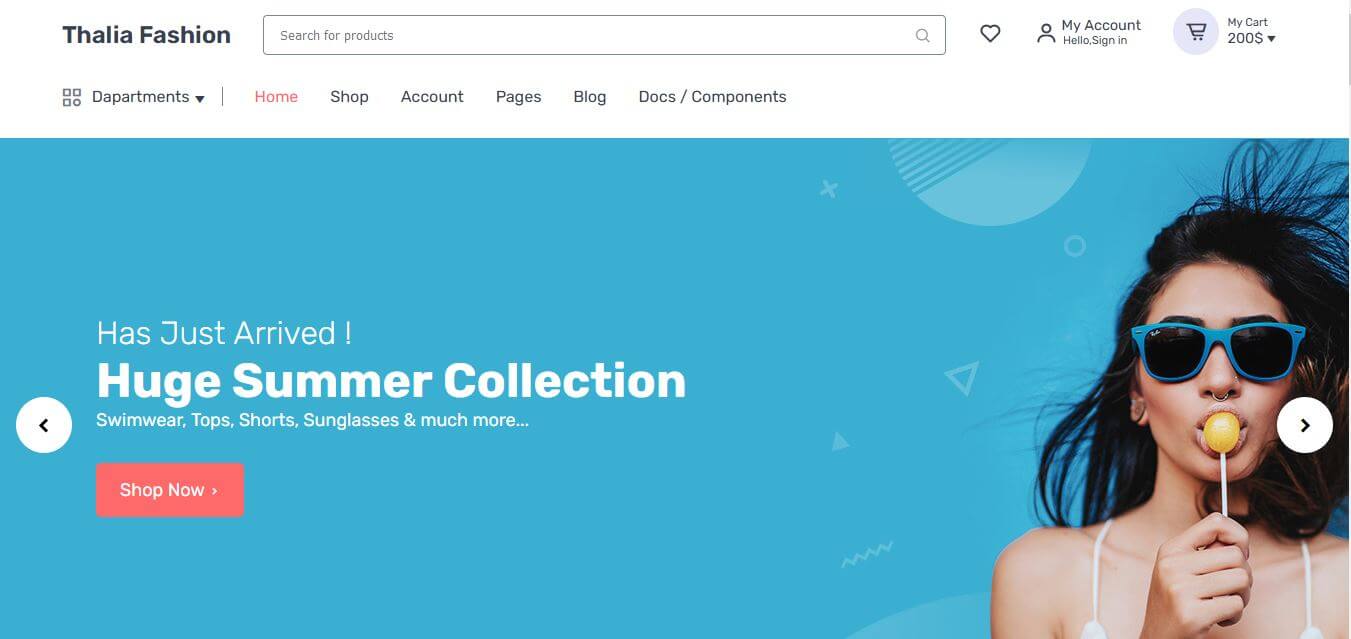 Thalia Fashion
Search for products
My Account
Hello,Sign in
My Cart
200$
Dapartments
Home
Shop
Account
Pages
Blog
Docs / Components
Has Just Arrived !
Huge Summer Collection
Swimwear, Tops, Shorts, Sunglasses & much more...
Shop Now ›